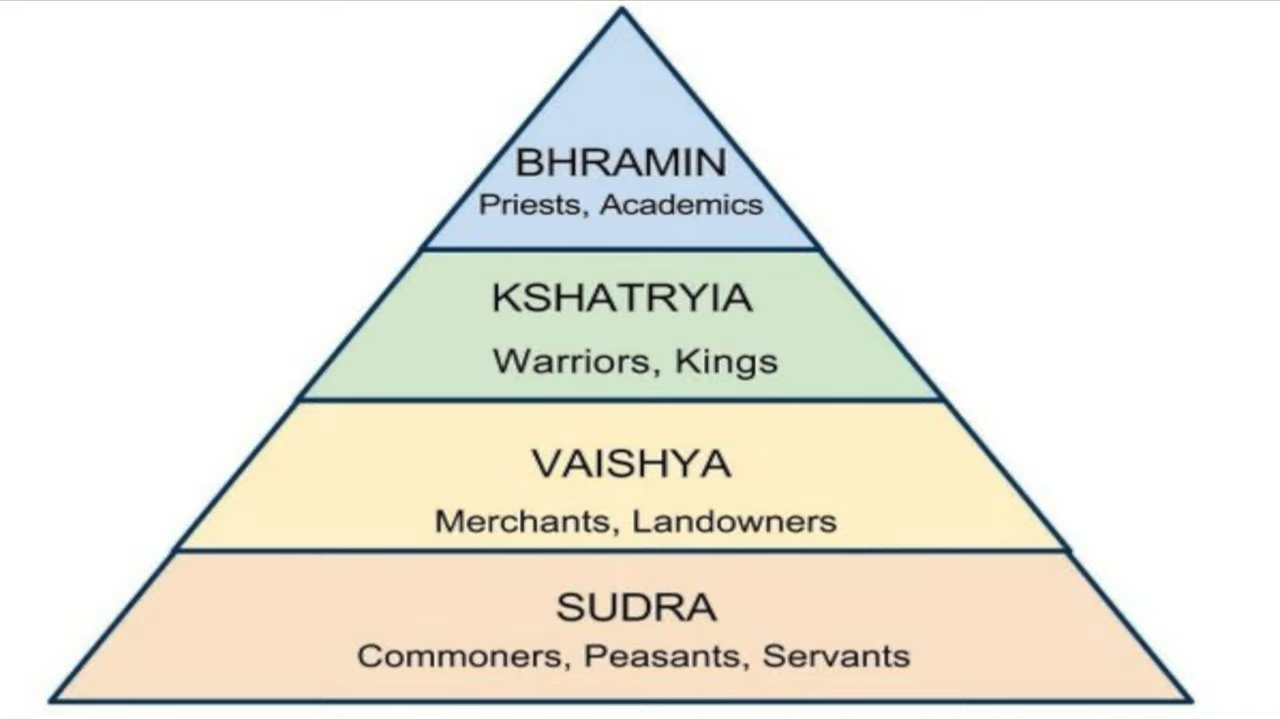 BHRAMIN
Priests, Academics
KSHATRYIA
Warriors, Kings
VAISHYA
Merchants, Landowners
SUDRA
Commoners, Peasants, Servants